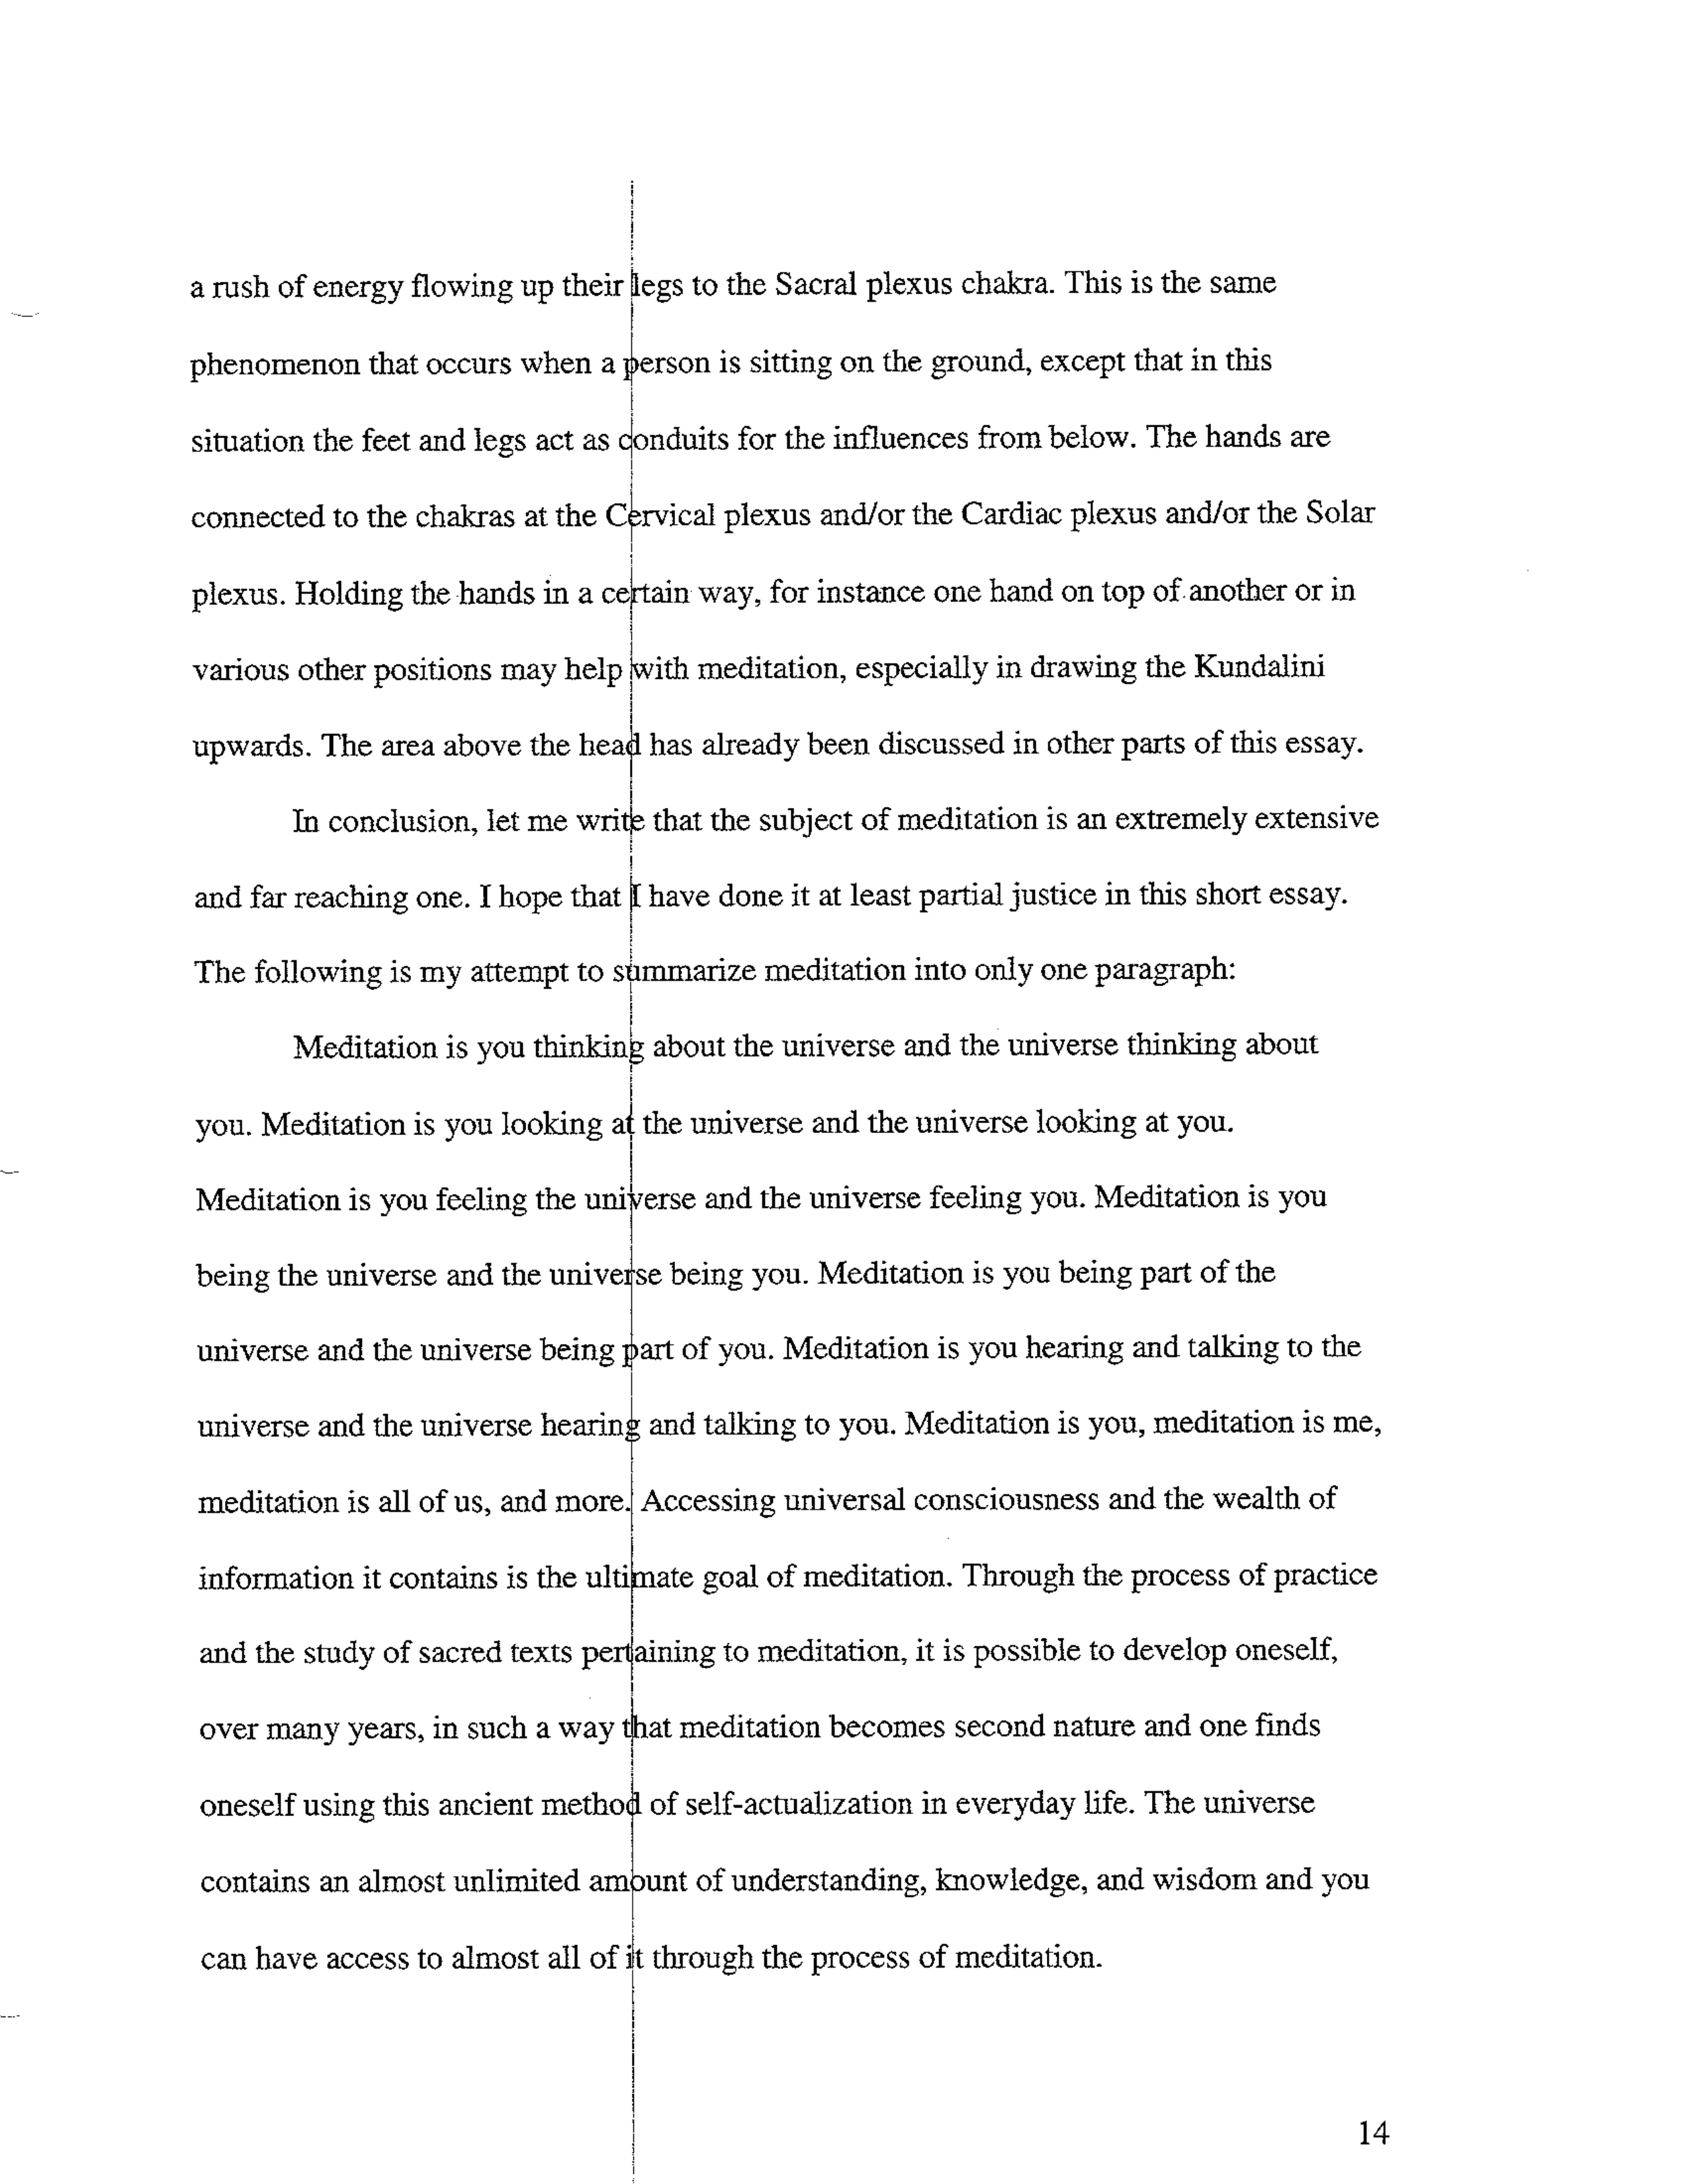 a rush of energy flowing up their legs to the Sacral plexus chakra. This is the same
phenomenon that occurs when a person is sitting on the ground, except that in this
situation the feet and legs act as conduits for the influences from below. The hands are
connected to the chakras at the Cervical plexus and/or the Cardiac plexus and/or the Solar
plexus. Holding the hands in a certain way, for instance one hand on top of another or in
various other positions may help with meditation, especially in drawing the Kundalini
upwards. The area above the head has already been discussed in other parts of this essay.
In conclusion, let me write that the subject of meditation is an extremely extensive
and far reaching one. I hope that I have done it at least partial justice in this short essay.
The following is my attempt to summarize meditation into only one paragraph:
Meditation is you thinking about the universe and the universe thinking about
you. Meditation is you looking at the universe and the universe looking at you.
Meditation is you feeling the universe and the universe feeling you. Meditation is you
being the universe and the universe being you. Meditation is you being part of the
universe and the universe being part of you. Meditation is you hearing and talking to the
universe and the universe hearing and talking to you. Meditation is you, meditation is me,
meditation is all of us, and more. Accessing universal consciousness and the wealth of
information it contains is the ultimate goal of meditation. Through the process of practice
and the study of sacred texts pertaining to meditation, it is possible to develop oneself,
over many years, in such a way that meditation becomes second nature and one finds
oneself using this ancient method of self-actualization in everyday life. The universe
contains an almost unlimited amount of understanding, knowledge, and wisdom and you
can have access to almost all of it through the process of meditation.
14